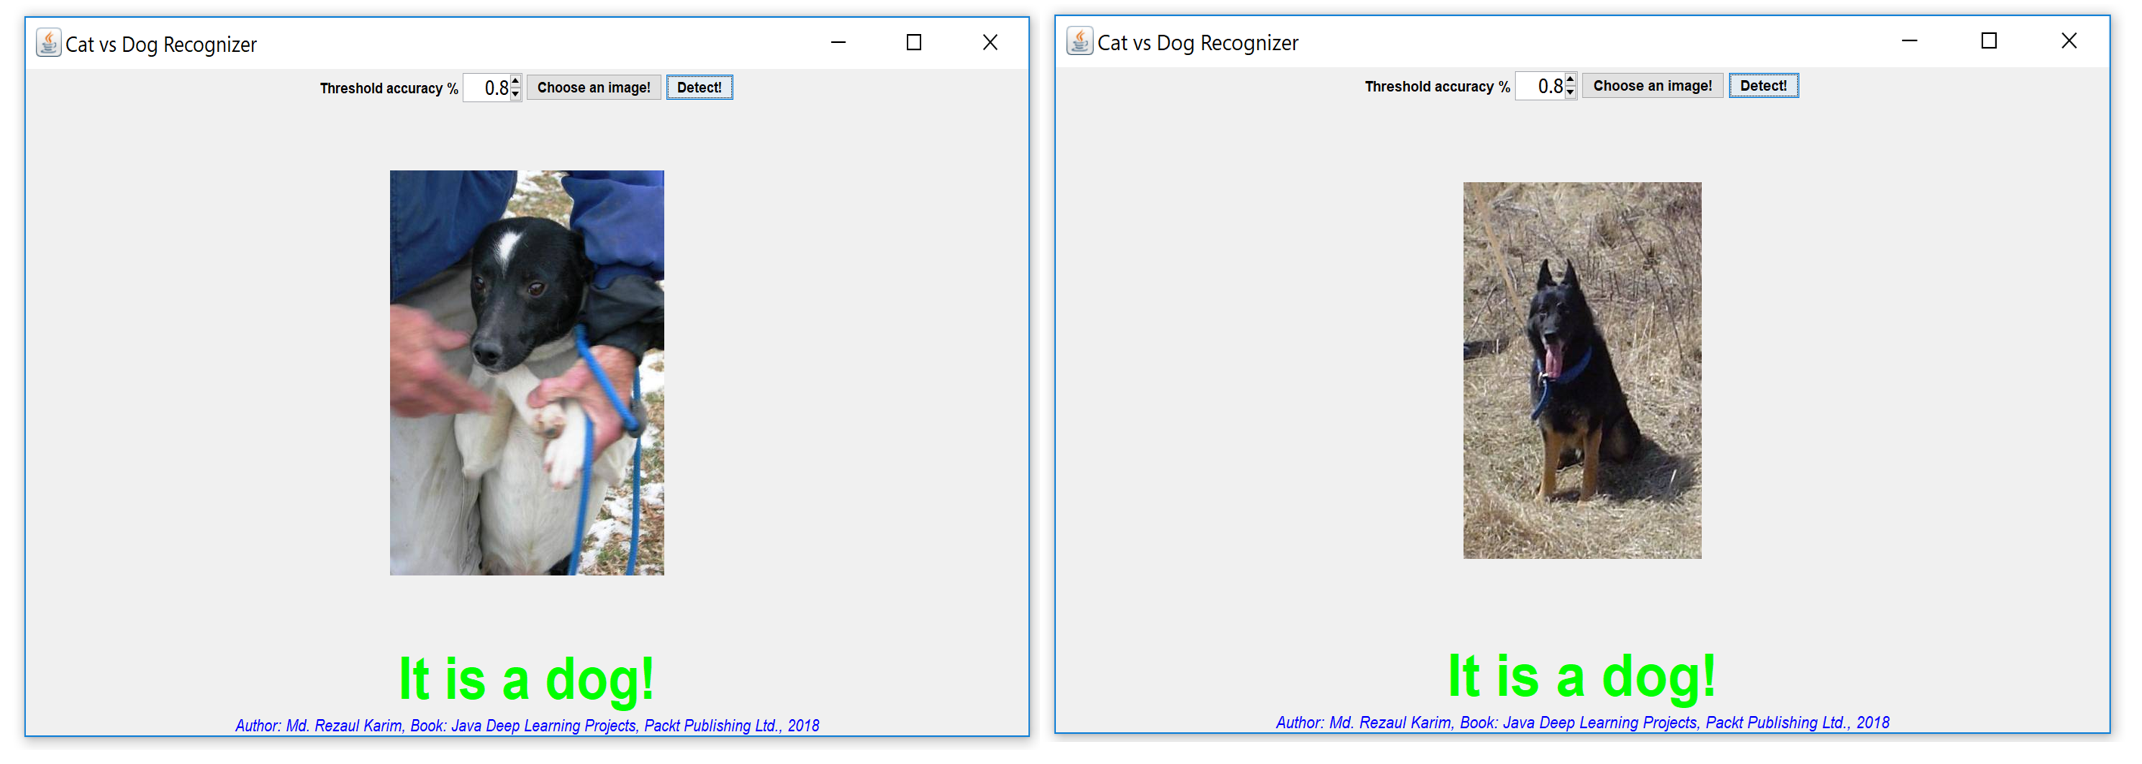 Cat vs Dog Recognizer
Threshold accuracy % 0.8 Choose an image! Detect!
It is a dog!
Author: Md. Rezaul Karim, Book: Java Deep Learning Projects, Packt Publishing Ltd., 2018
Cat vs Dog Recognizer
Threshold accuracy % 0.8 Choose an image! Detect!
It is a dog!
Author: Md. Rezaul Karim, Book: Java Deep Learning Projects, Packt Publishing Ltd., 2018